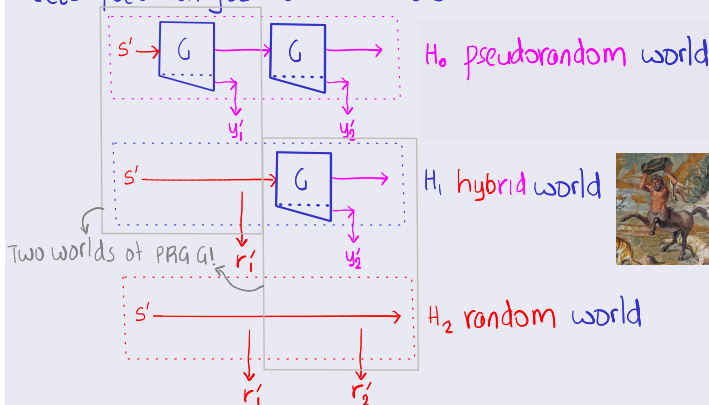 S' G G H₀ pseudorandom world
y₁' y₂'
S' G H₁ hybrid world
Two worlds of PRG G! r₁' y₂'
S' H₂ random world
r₁' r₂'